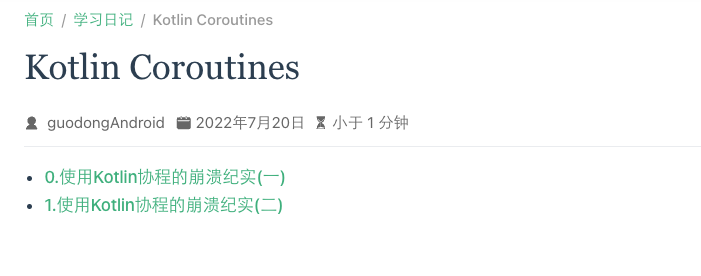 首页 / 学习日记 / Kotlin Coroutines
Kotlin Coroutines
guodongAndroid 2022年7月20日 小于 1 分钟
0.使用Kotlin协程的崩溃纪实(一)
1.使用Kotlin协程的崩溃纪实(二)